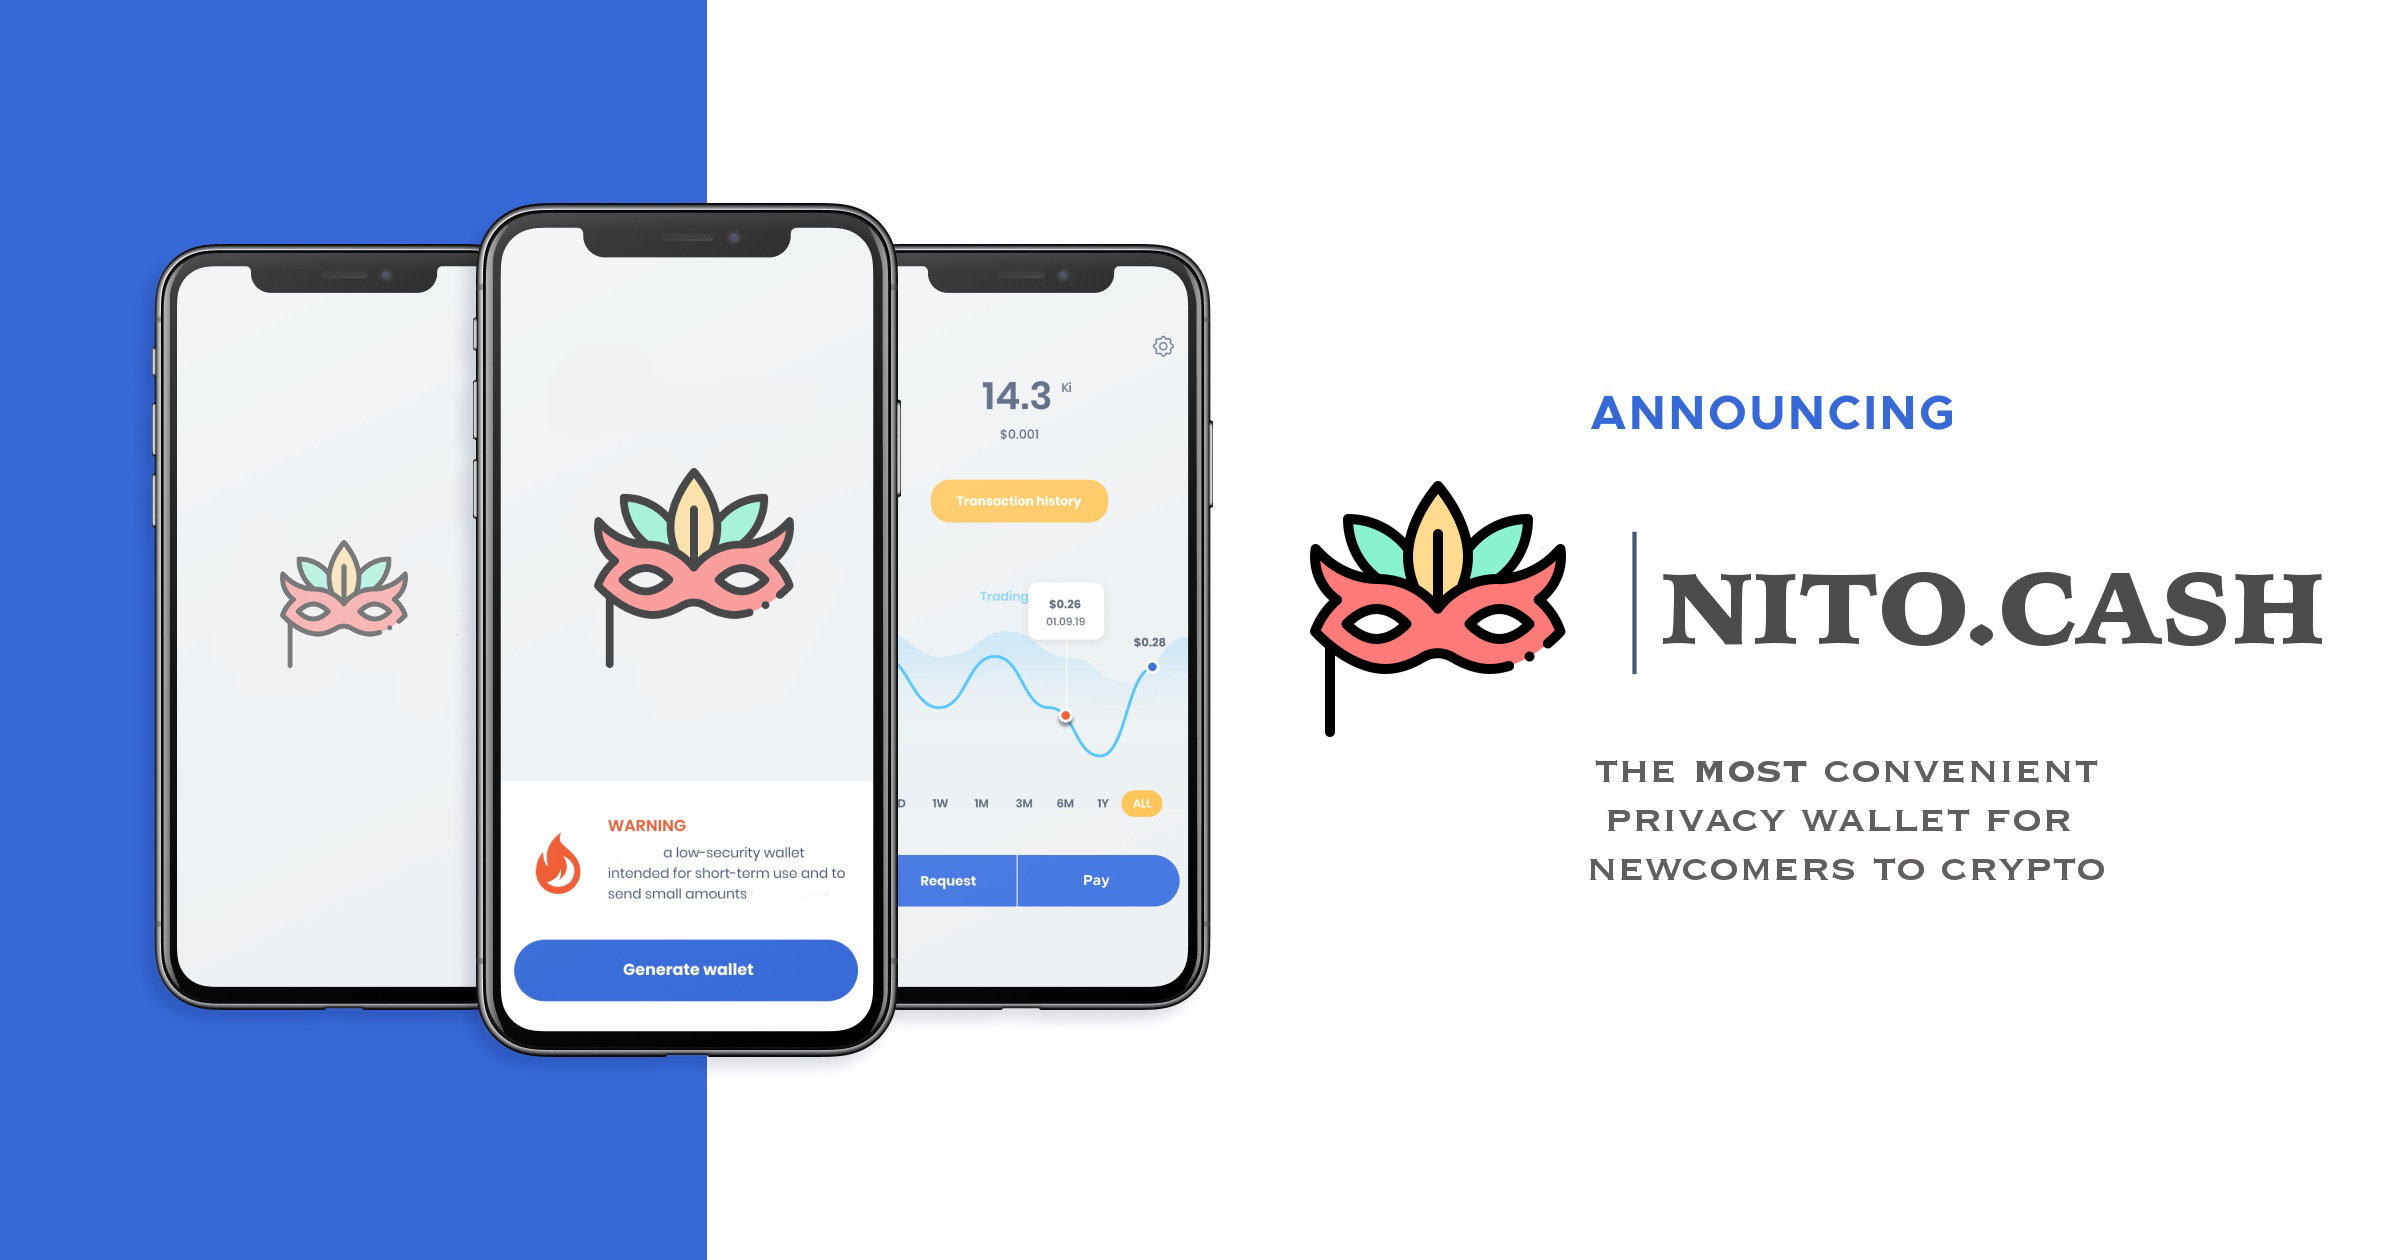 WARNING
a low-security wallet
intended for short-term use and to
send small amounts
Generate wallet
14.3 Ki
$0.001
Transaction history
Trading
$0.26
01.09.19
$0.28
D 1W 1M 3M 6M 1Y ALL
Request Pay
ANNOUNCING
NITO.CASH
THE MOST CONVENIENT
PRIVACY WALLET FOR
NEWCOMERS TO CRYPTO